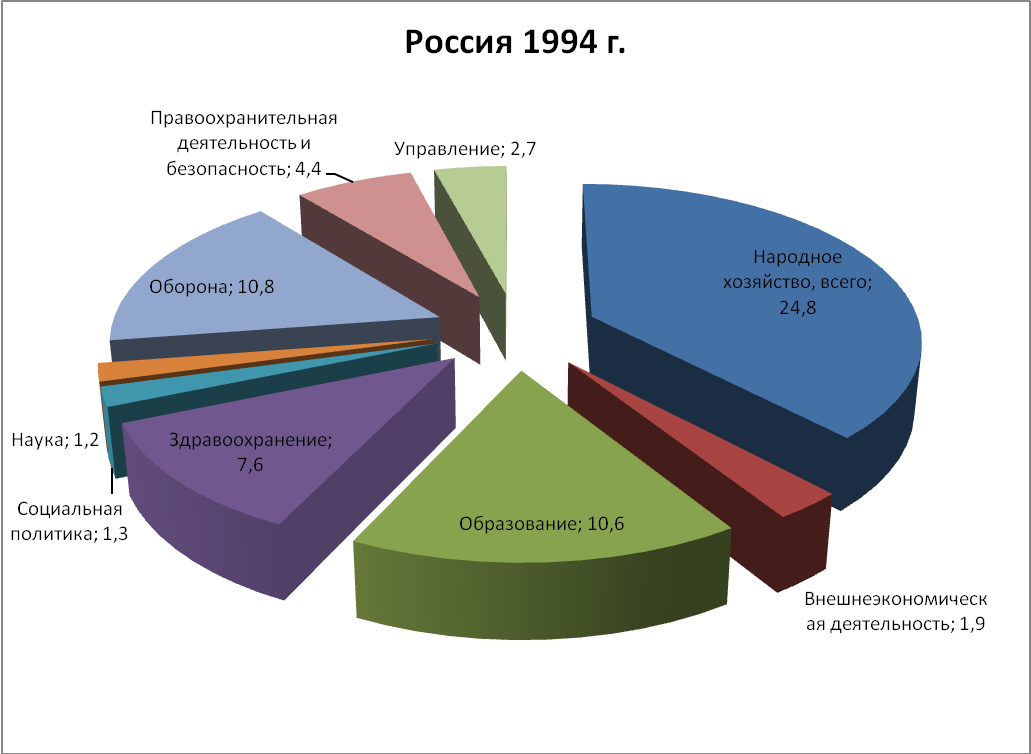 Россия 1994 г.
Правоохранительная
деятельность и
безопасность; 4,4
Управление; 2,7
Народное
хозяйство, всего;
24,8
Оборона; 10,8
Наука; 1,2
Здравоохранение;
7,6
Социальная
политика; 1,3
Образование; 10,6
Внешнеэкономическ
ая деятельность; 1,9